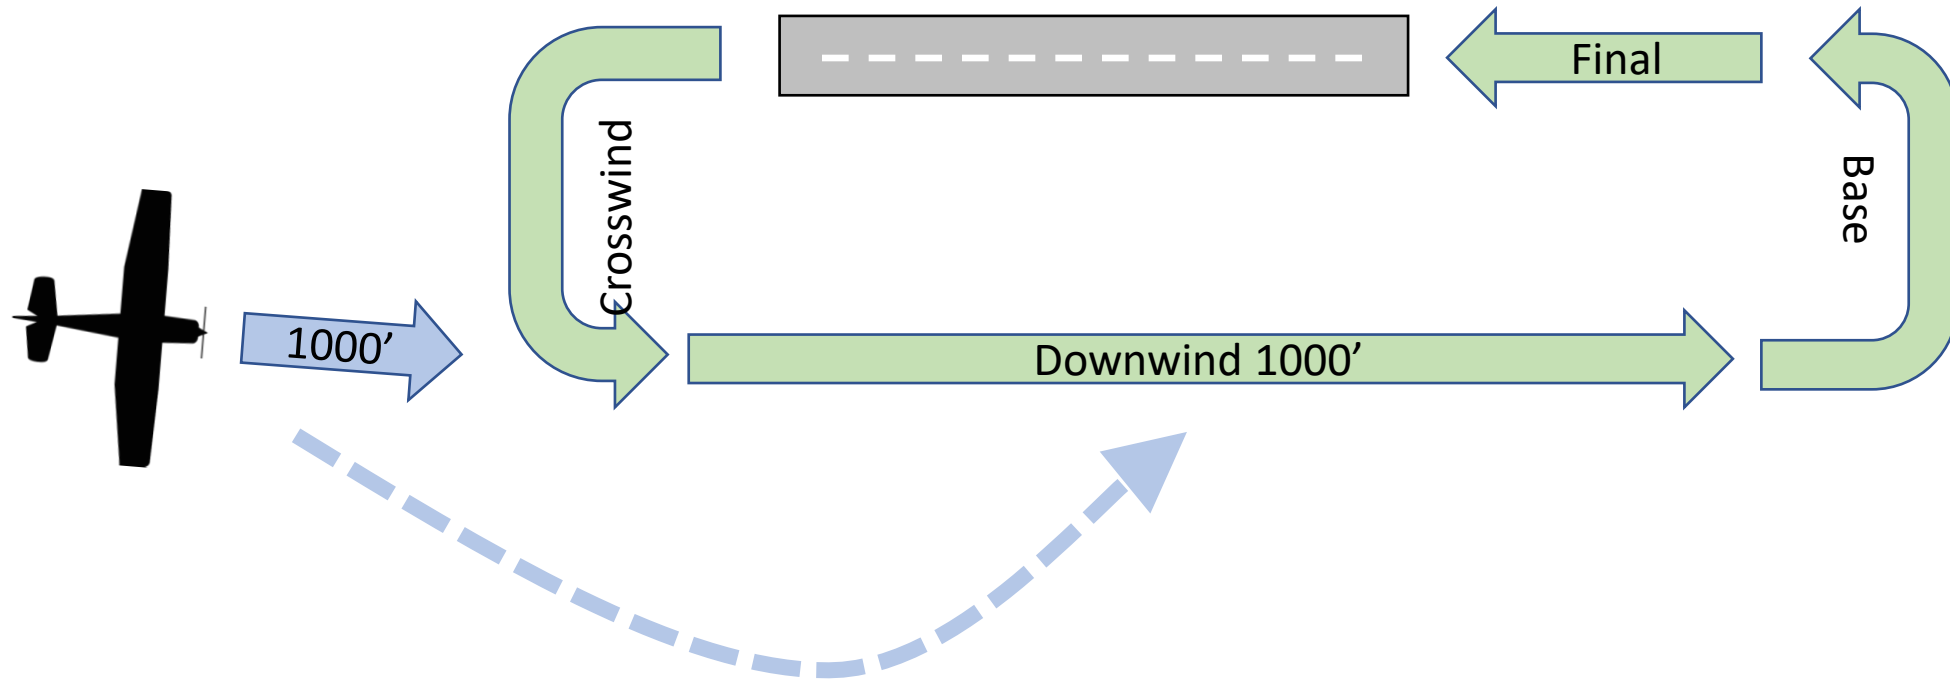 Final
Crosswind
Base
1000’
Downwind 1000’